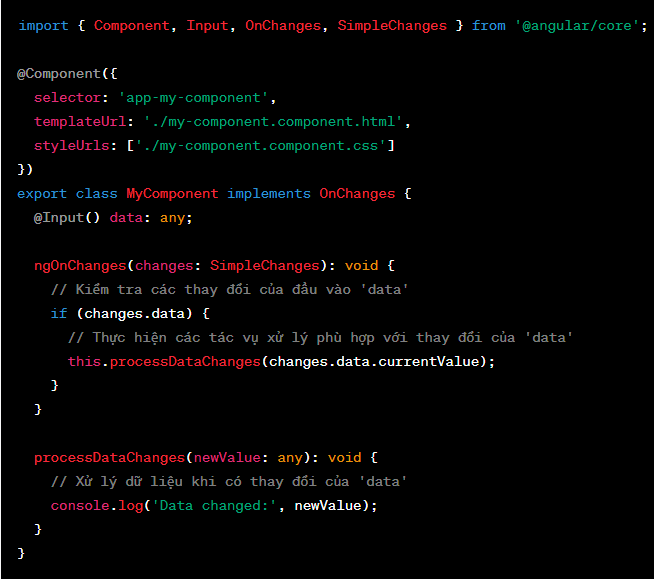 import { Component, Input, OnChanges, SimpleChanges } from '@angular/core';

@Component({
  selector: 'app-my-component',
  templateUrl: './my-component.component.html',
  styleUrls: ['./my-component.component.css']
})
export class MyComponent implements OnChanges {
  @Input() data: any;

  ngOnChanges(changes: SimpleChanges): void {
    // Kiểm tra các thay đổi của đầu vào 'data'
    if (changes.data) {
      // Thực hiện các tác vụ xử lý phù hợp với thay đổi của 'data'
      this.processDataChanges(changes.data.currentValue);
    }
  }

  processDataChanges(newValue: any): void {
    // Xử lý dữ liệu khi có thay đổi của 'data'
    console.log('Data changed:', newValue);
  }
}